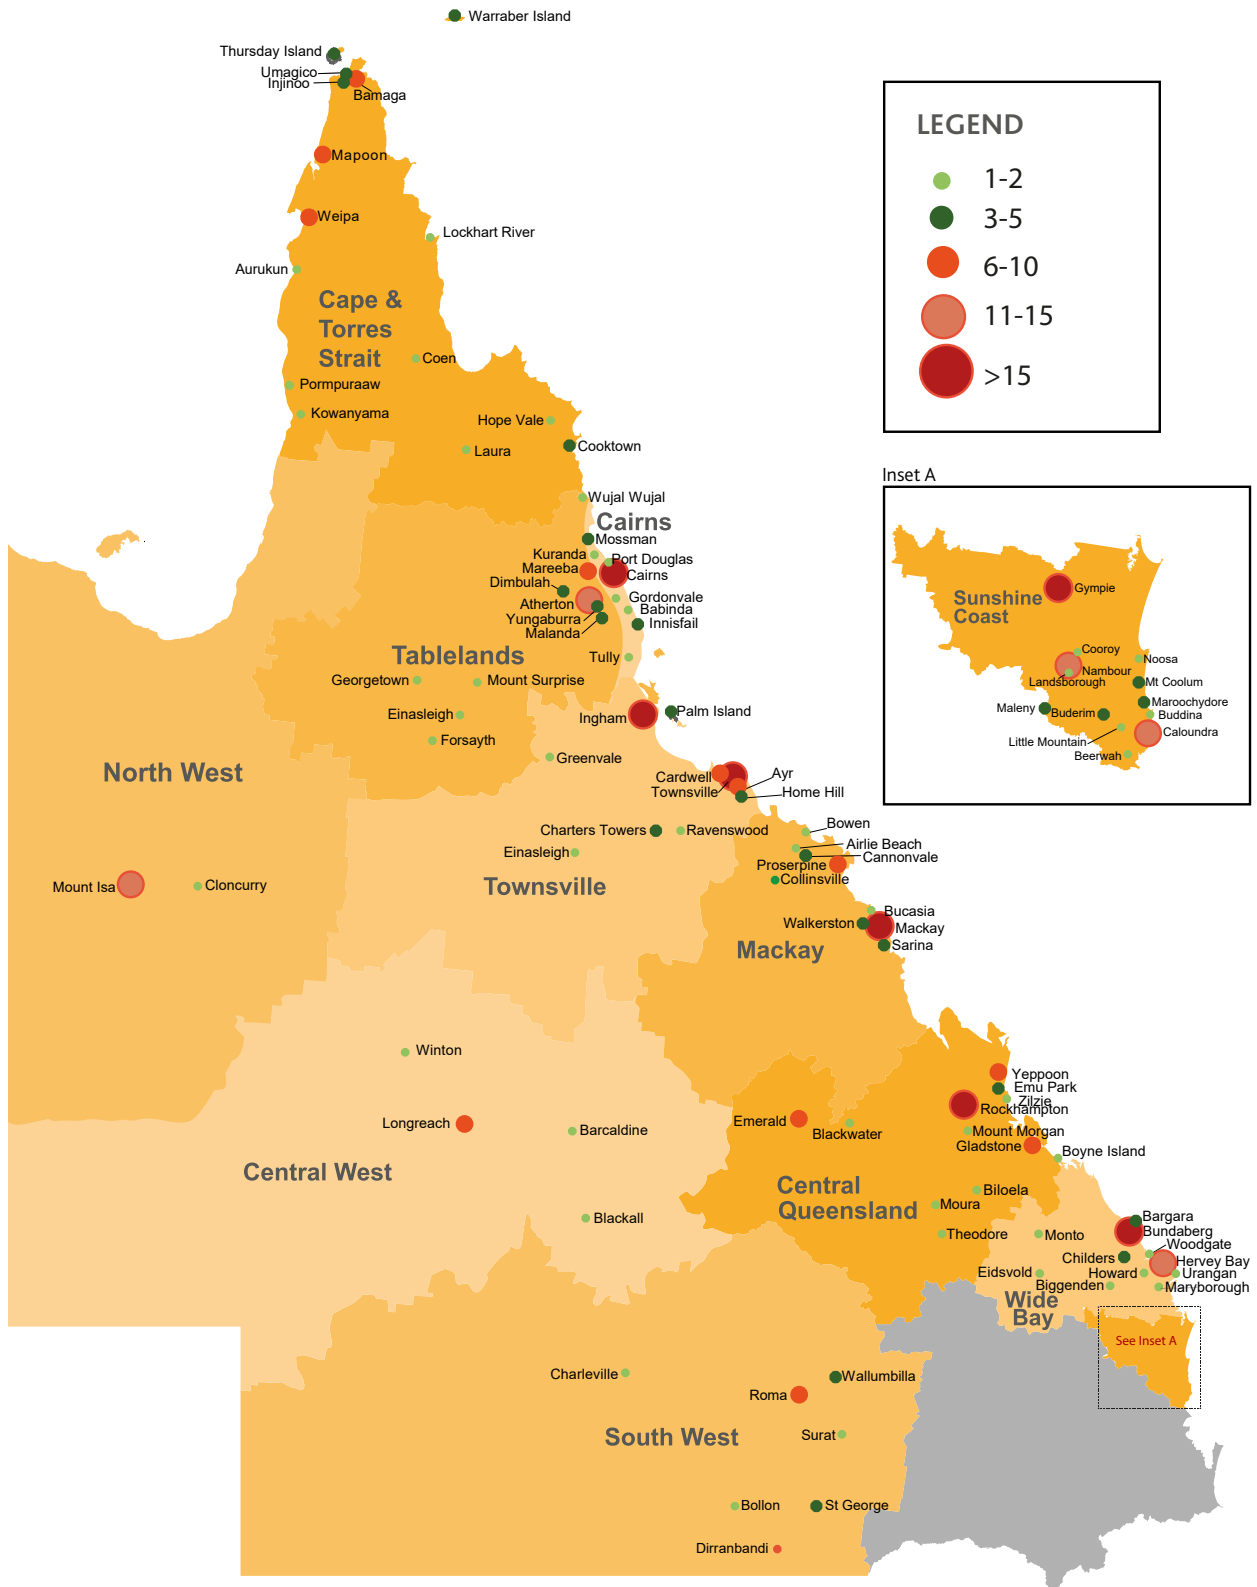 Warraber Island
Thursday Island
Umagico
Injinoo
Bamaga
Mapoon
Weipa
Lockhart River
Aurukun
Cape &
Torres
Strait
Coen
Pormpuraaw
Kowanyama
Hope Vale
Cooktown
Laura
LEGEND
1-2
3-5
6-10
11-15
>15
Inset A
Sunshine
Coast
Gympie
Cooroy
Noosa
Nambour
Landsborough
Mt Coolum
Maroochydore
Maleny
Buderim
Buddina
Caloundra
Little Mountain
Beerwah
Wujal Wujal
Cairns
Mossman
Kuranda
Port Douglas
Mareeba
Cairns
Dimbulah
Gordonvale
Atherton
Babinda
Yungaburra
Innisfail
Malanda
Tablelands
Tully
Georgetown
Mount Surprise
Ingham
Palm Island
Einasleigh
Forsayth
Greenvale
North West
Cardwell
Ayr
Townsville
Home Hill
Charters Towers
Ravenswood
Bowen
Airlie Beach
Einasleigh
Cannonvale
Proserpine
Collinsville
Mount Isa
Cloncurry
Townsville
Bucasia
Walkerston
Mackay
Sarina
Mackay
Winton
Yeppoon
Emu Park
Zilzie
Rockhampton
Longreach
Emerald
Blackwater
Barcaldine
Mount Morgan
Gladstone
Boyne Island
Central West
Central
Queensland
Biloela
Moura
Blackall
Theodore
Monto
Bargara
Bundaberg
Woodgate
Childers
Hervey Bay
Eidsvold
Howard
Urangan
Biggenden
Maryborough
Wide
Bay
See Inset A
Charleville
Wallumbilla
Roma
South West
Surat
Bollon
St George
Dirranbandi